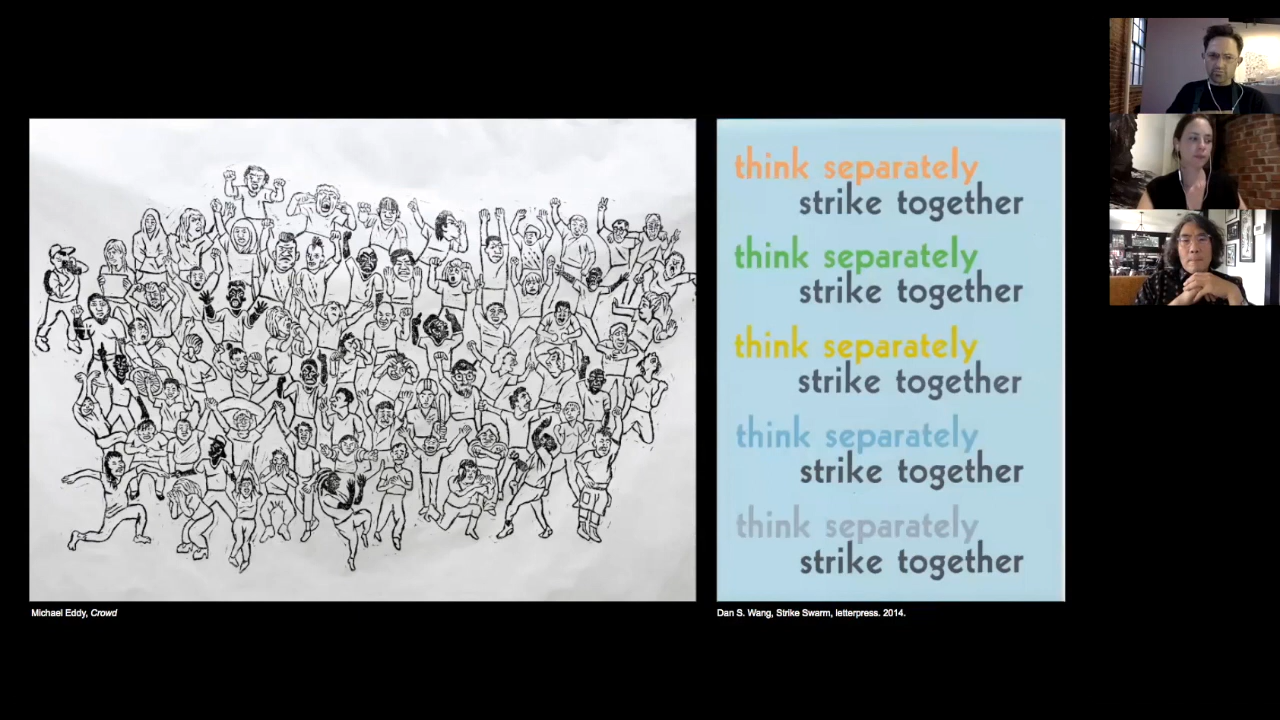 think separately
strike together
think separately
strike together
think separately
strike together
think separately
strike together
think separately
strike together
Michael Eddy, Crowd
Dan S. Wang, Strike Swarm, letterpress. 2014.